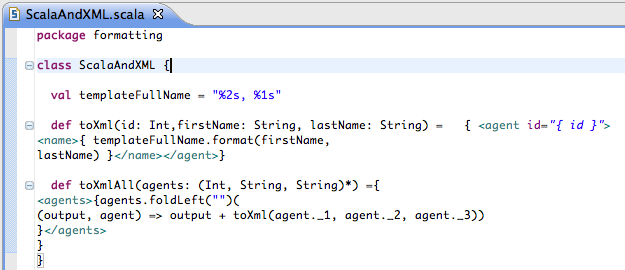 ScalaAndXML.scala
package formatting
class ScalaAndXML {
val templateFullName = "%2s, %1s"
def toXml(id: Int,firstName: String, lastName: String) =   { <agent id="{ id }">
<name>{ templateFullName.format(firstName,
lastName) }</name></agent>}
def toXmlAll(agents: (Int, String, String)*) ={
<agents>{agents.foldLeft("")(
(output, agent) => output + toXml(agent._1, agent._2, agent._3))
}</agents>
}
}